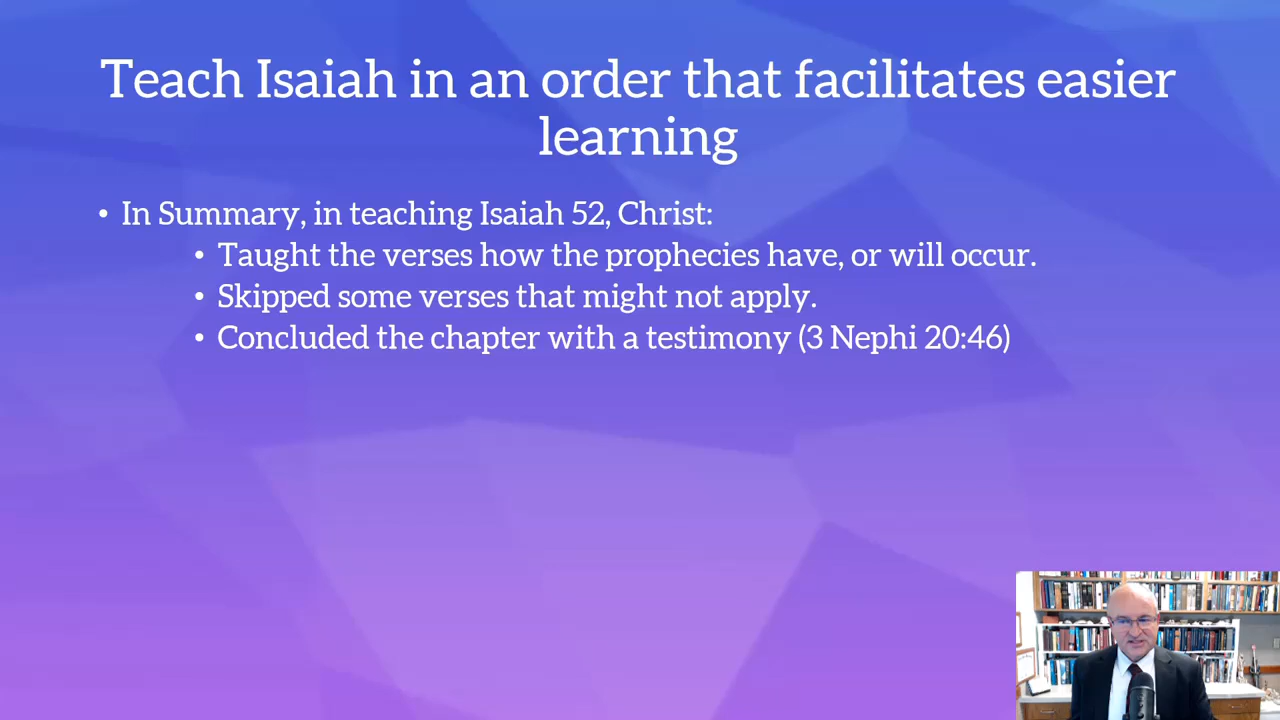 Teach Isaiah in an order that facilitates easier
learning
• In Summary, in teaching Isaiah 52, Christ:
• Taught the verses how the prophecies have, or will occur.
• Skipped some verses that might not apply.
• Concluded the chapter with a testimony (3 Nephi 20:46)